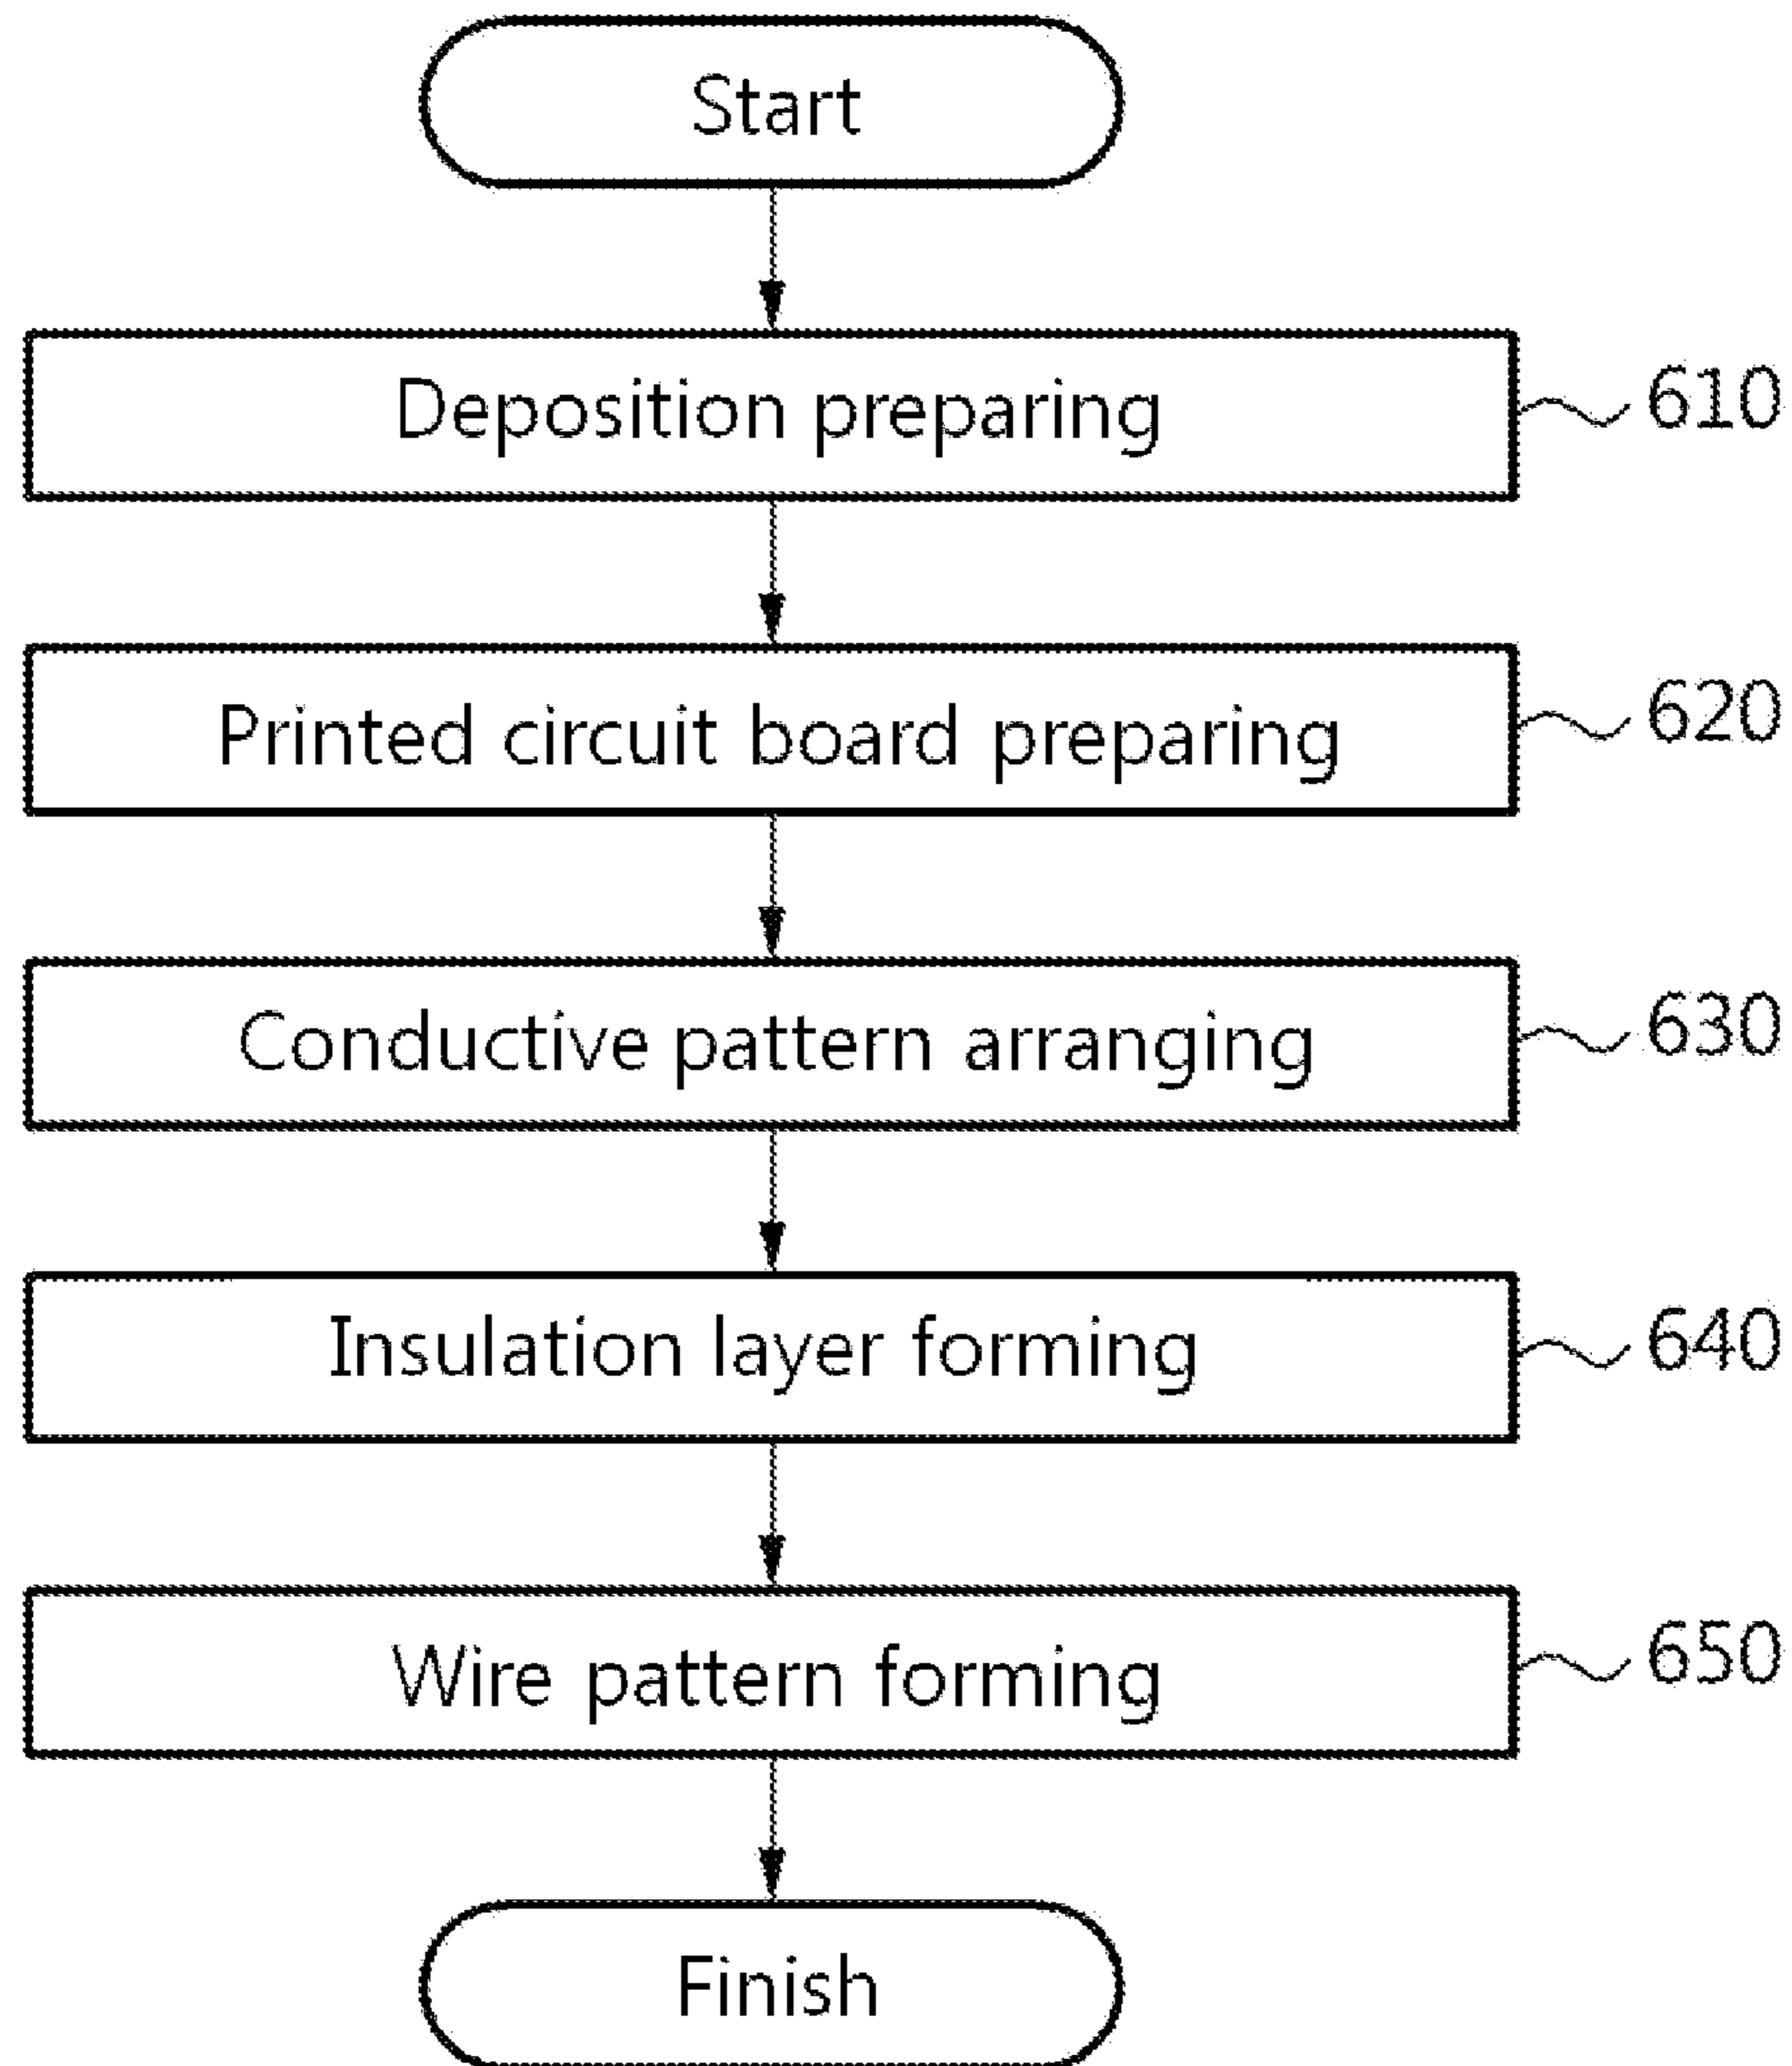 Start
Deposition preparing
610
Printed circuit board preparing
620
Conductive pattern arranging
630
Insulation layer forming
640
Wire pattern forming
650
Finish